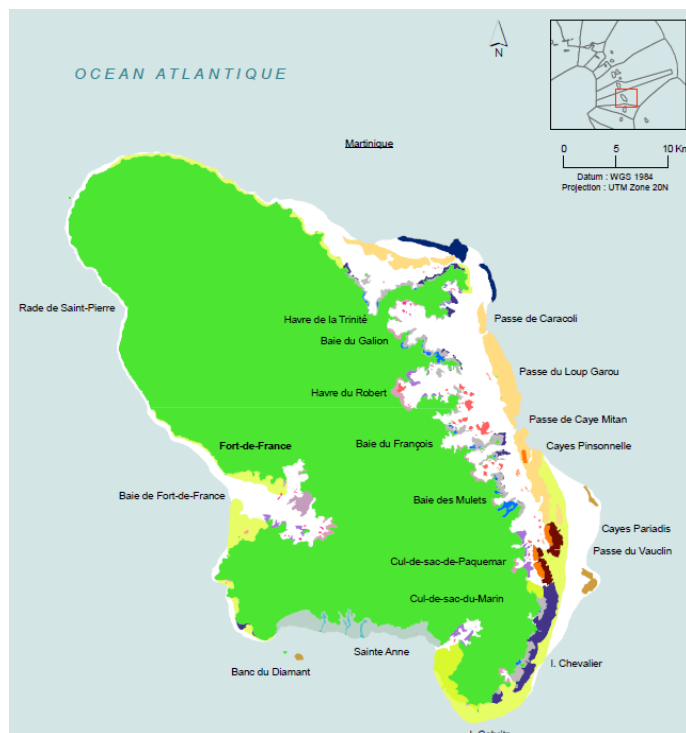 OCEAN ATLANTIQUE
N
Martinique
0 5 10 Km
Datum : WGS 1984
Projection : UTM Zone 20N
Rade de Saint-Pierre
Passe de Caracoli
Havre de la Trinité
Baie du Galion
Passe du Loup Garou
Havre du Robert
Passe de Caye Mitan
Fort-de-France
Baie du François
Cayes Pinsonnelle
Baie de Fort-de-France
Baie des Mulets
Cayes Pariadis
Passe du Vauclin
Cul-de-sac-de-Paquemar
Cul-de-sac-du-Marin
Sainte Anne
I. Chevalier
Banc du Diamant